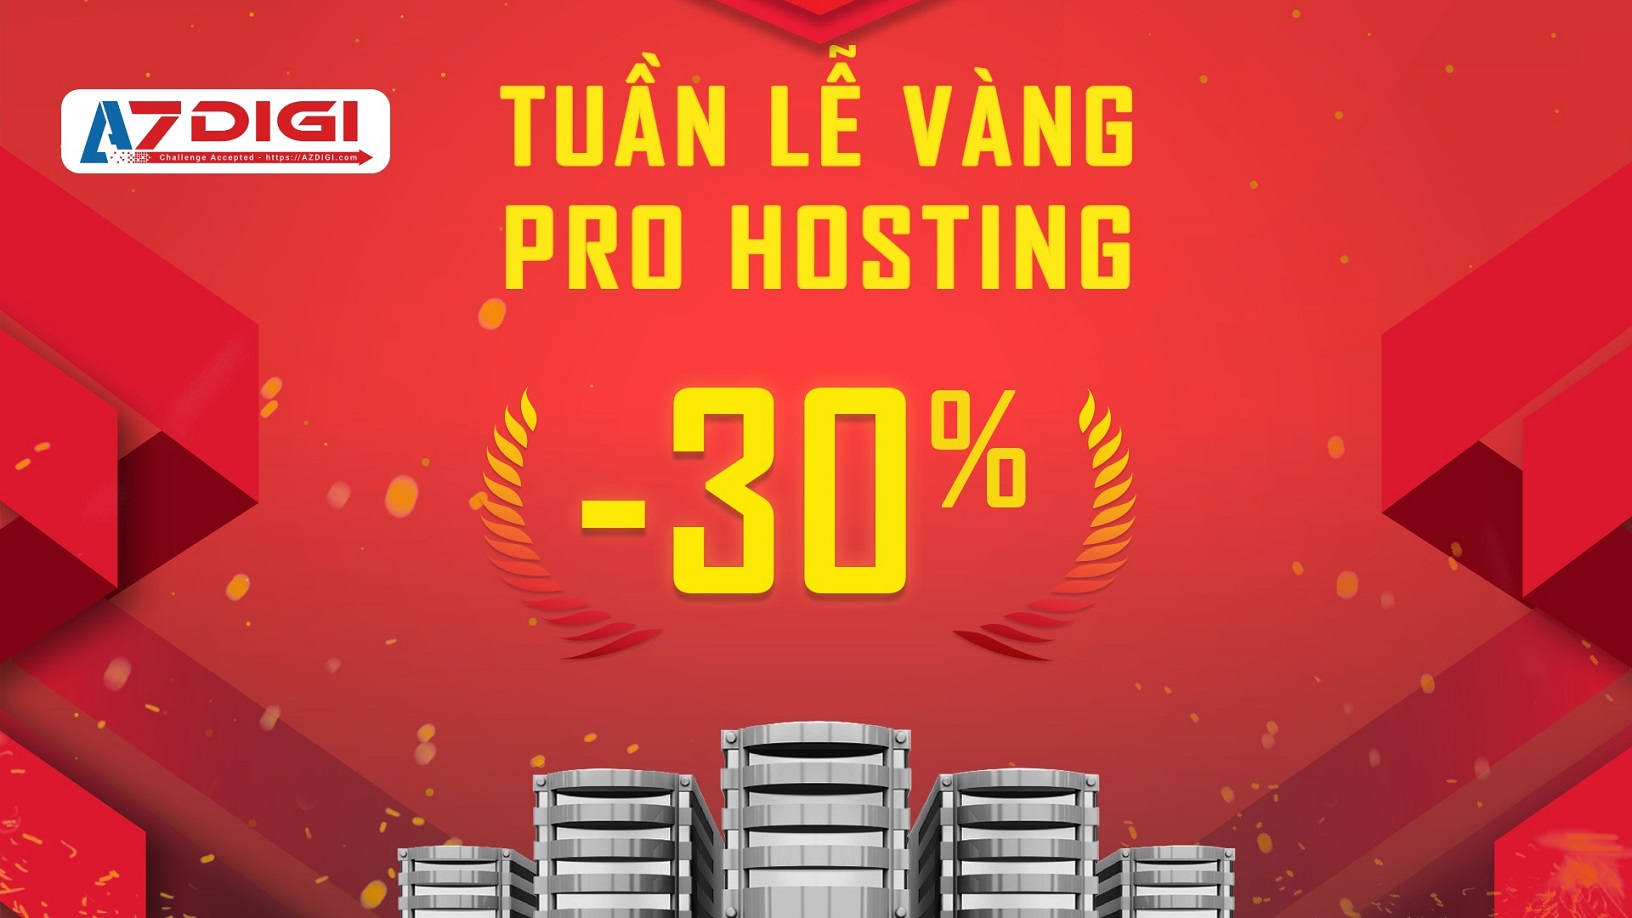 AZDIGI
Challenge Accepted - https://AZDIGI.com
TUẦN LỄ VÀNG
PRO HOSTING
-30%